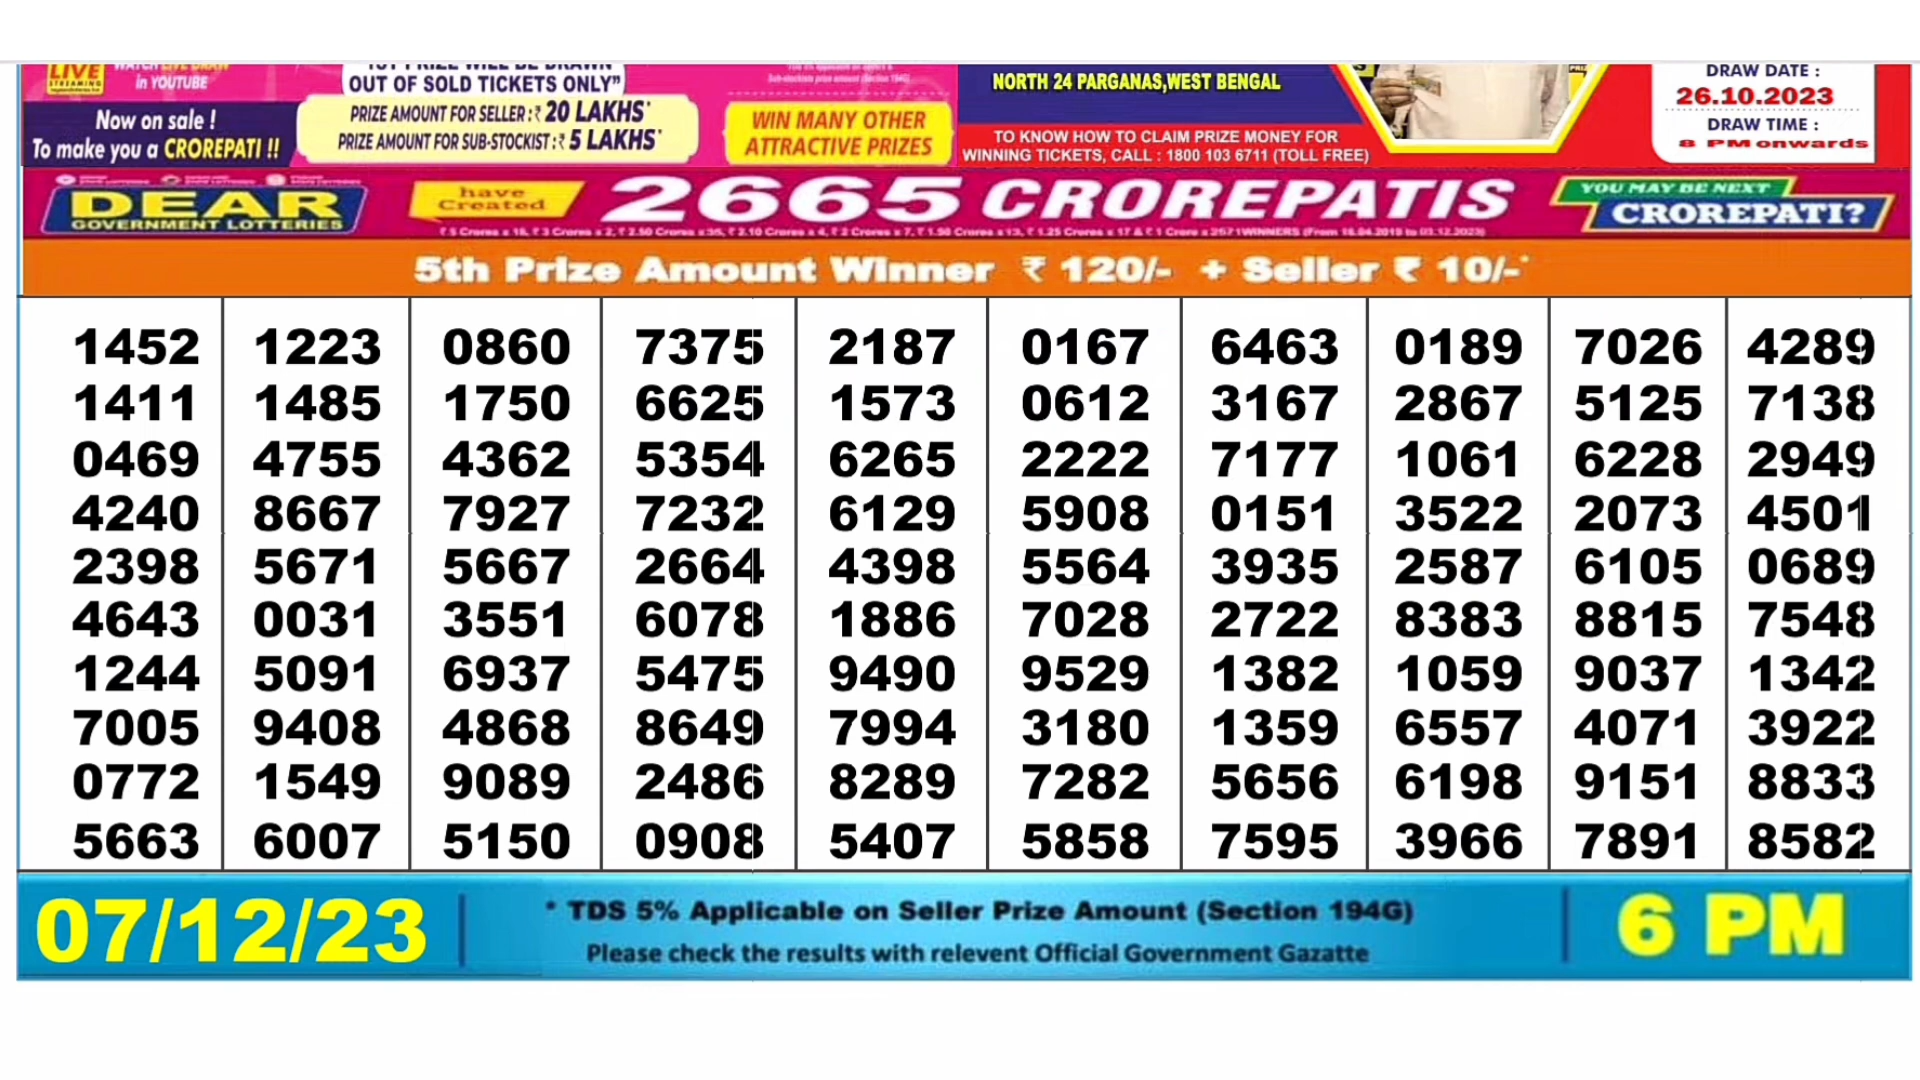 LIVE
STREAMING
in YOUTUBE
OUT OF SOLD TICKETS ONLY”
Now on sale !
To make you a CROREPATI !!
PRIZE AMOUNT FOR SELLER : ₹ 20 LAKHS*
PRIZE AMOUNT FOR SUB-STOCKIST : ₹ 5 LAKHS*
WIN MANY OTHER
ATTRACTIVE PRIZES
NORTH 24 PARGANAS,WEST BENGAL
TO KNOW HOW TO CLAIM PRIZE MONEY FOR
WINNING TICKETS, CALL : 1800 103 6711 (TOLL FREE)
DRAW DATE :
26.10.2023
DRAW TIME :
8 PM onwards
DEAR
GOVERNMENT LOTTERIES
have
Created
2665 CROREPATIS
YOU MAY BE NEXT
CROREPATI?
5th Prize Amount Winner ₹ 120/- + Seller ₹ 10/-*
1452 1223 0860 7375 2187 0167 6463 0189 7026 4289
1411 1485 1750 6625 1573 0612 3167 2867 5125 7138
0469 4755 4362 5354 6265 2222 7177 1061 6228 2949
4240 8667 7927 7232 6129 5908 0151 3522 2073 4501
2398 5671 5667 2664 4398 5564 3935 2587 6105 0689
4643 0031 3551 6078 1886 7028 2722 8383 8815 7548
1244 5091 6937 5475 9490 9529 1382 1059 9037 1342
7005 9408 4868 8649 7994 3180 1359 6557 4071 3922
0772 1549 9089 2486 8289 7282 5656 6198 9151 8833
5663 6007 5150 0908 5407 5858 7595 3966 7891 8582
07/12/23
* TDS 5% Applicable on Seller Prize Amount (Section 194G)
Please check the results with relevent Official Government Gazatte
6 PM